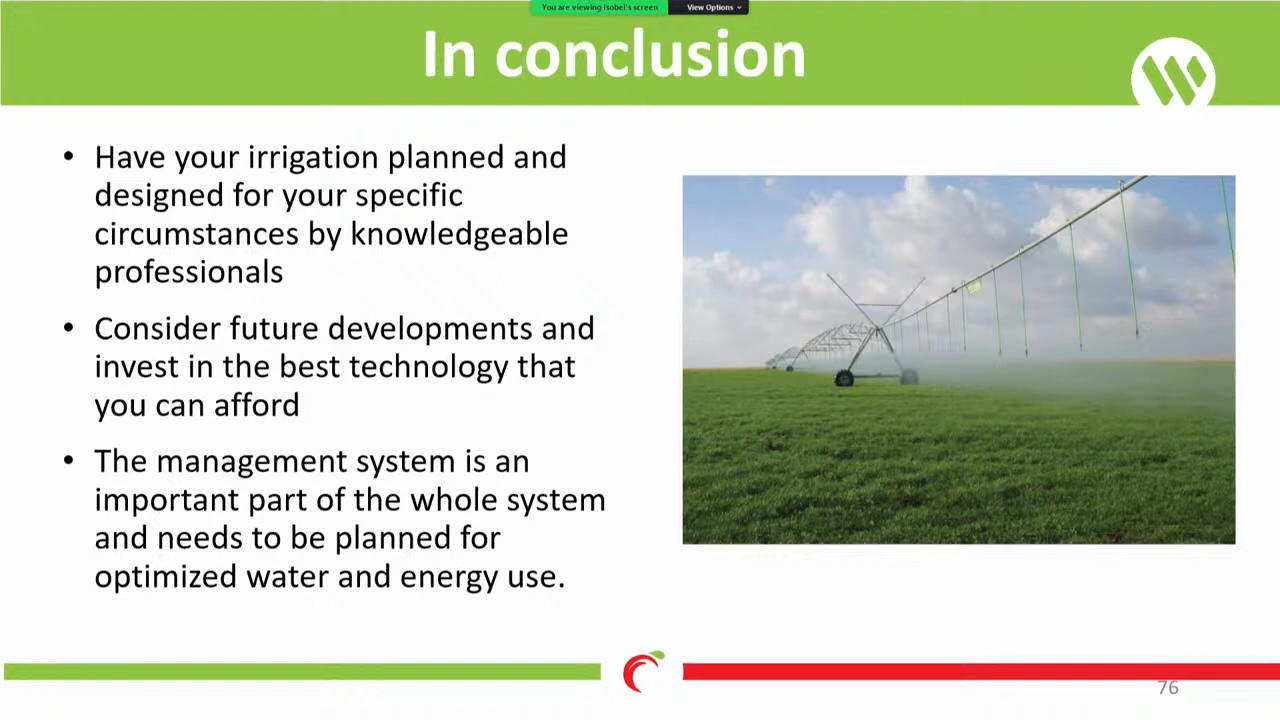 You are viewing Isobel's screen
View Options
In conclusion
• Have your irrigation planned and
designed for your specific
circumstances by knowledgeable
professionals
• Consider future developments and
invest in the best technology that
you can afford
• The management system is an
important part of the whole system
and needs to be planned for
optimized water and energy use.
76